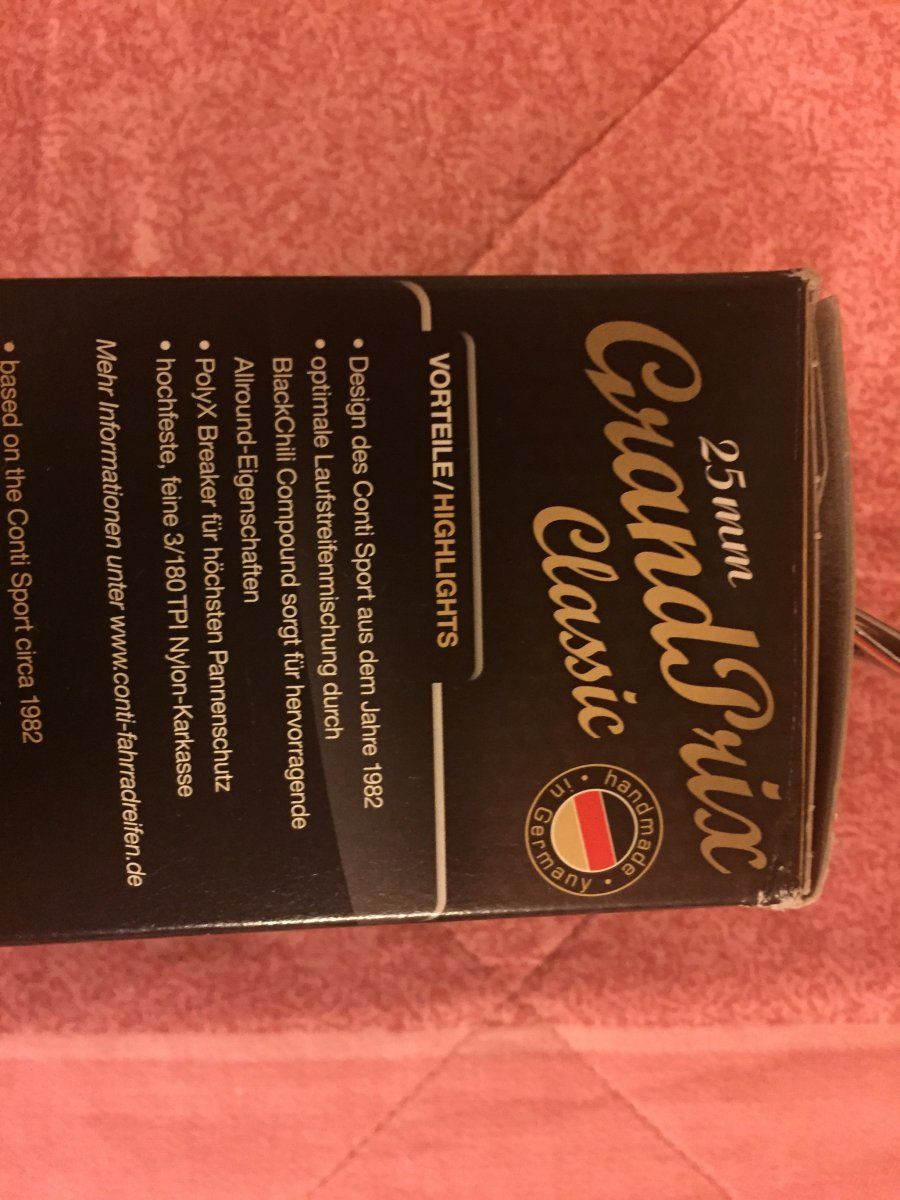 25mm
GrandPrix
Classic
handmade
in Germany
VORTEILE/HIGHLIGHTS
• Design des Conti Sport aus dem Jahre 1982
• optimale Laufstreifenmischung durch
BlackChili Compound sorgt für hervorragende
Allround-Eigenschaften
• PolyX Breaker für höchsten Pannenschutz
• hochfeste, feine 3/180 TPI Nylon-Karkasse
Mehr Informationen unter www.conti-fahrradreifen.de
• based on the Conti Sport circa 1982